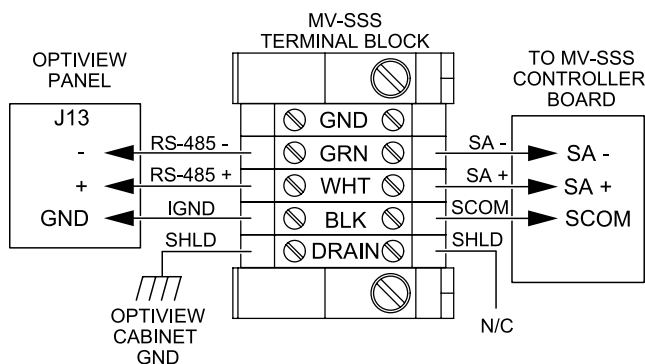 MV-SSS
TERMINAL BLOCK
OPTIVIEW
PANEL
TO MV-SSS
CONTROLLER
BOARD
J13
GND
- RS-485 - GRN SA - SA -
+ RS-485 + WHT SA + SA +
GND IGND BLK SCOM SCOM
SHLD DRAIN SHLD
OPTIVIEW
CABINET
GND
N/C